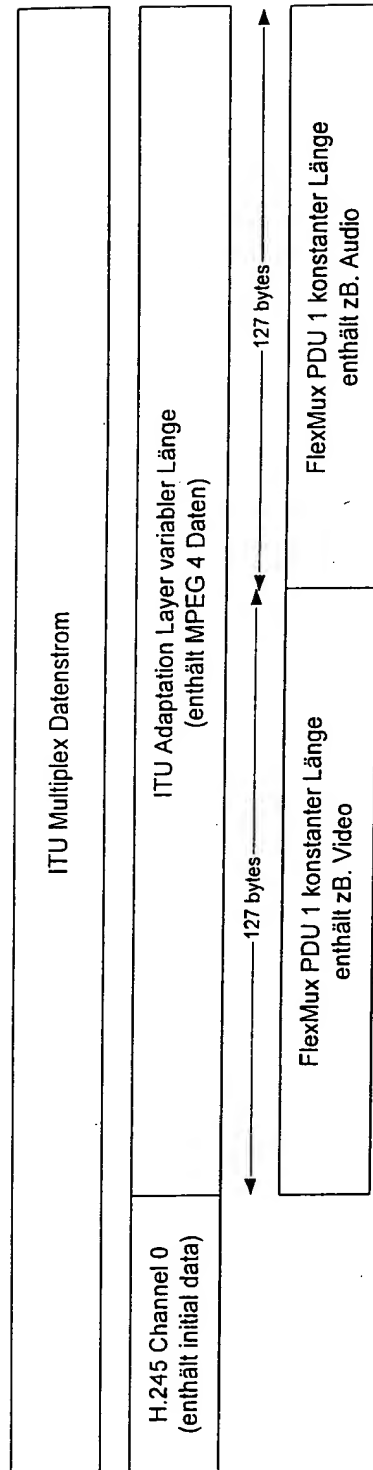 ITU Multiplex Datenstrom
H.245 Channel 0
(enthält initial data)
ITU Adaptation Layer variabler Länge
(enthält MPEG 4 Daten)
127 bytes
127 bytes
FlexMux PDU 1 konstanter Länge
enthält zB. Video
FlexMux PDU 1 konstanter Länge
enthält zB. Audio